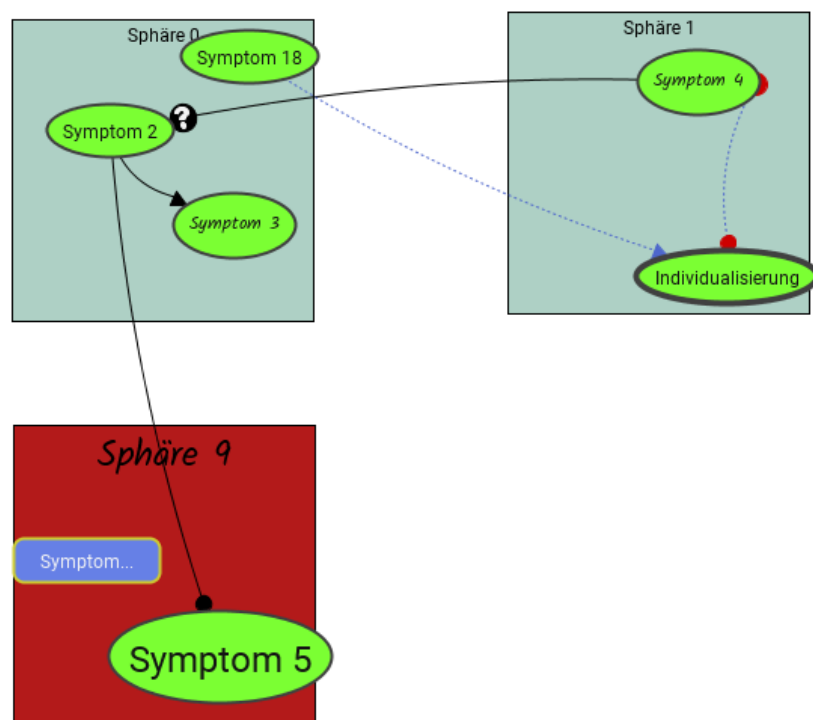 Sphäre 0
Symptom 18
Symptom 2
?
Symptom 3
Sphäre 1
Symptom 4
Individualisierung
Sphäre 9
Symptom...
Symptom 5